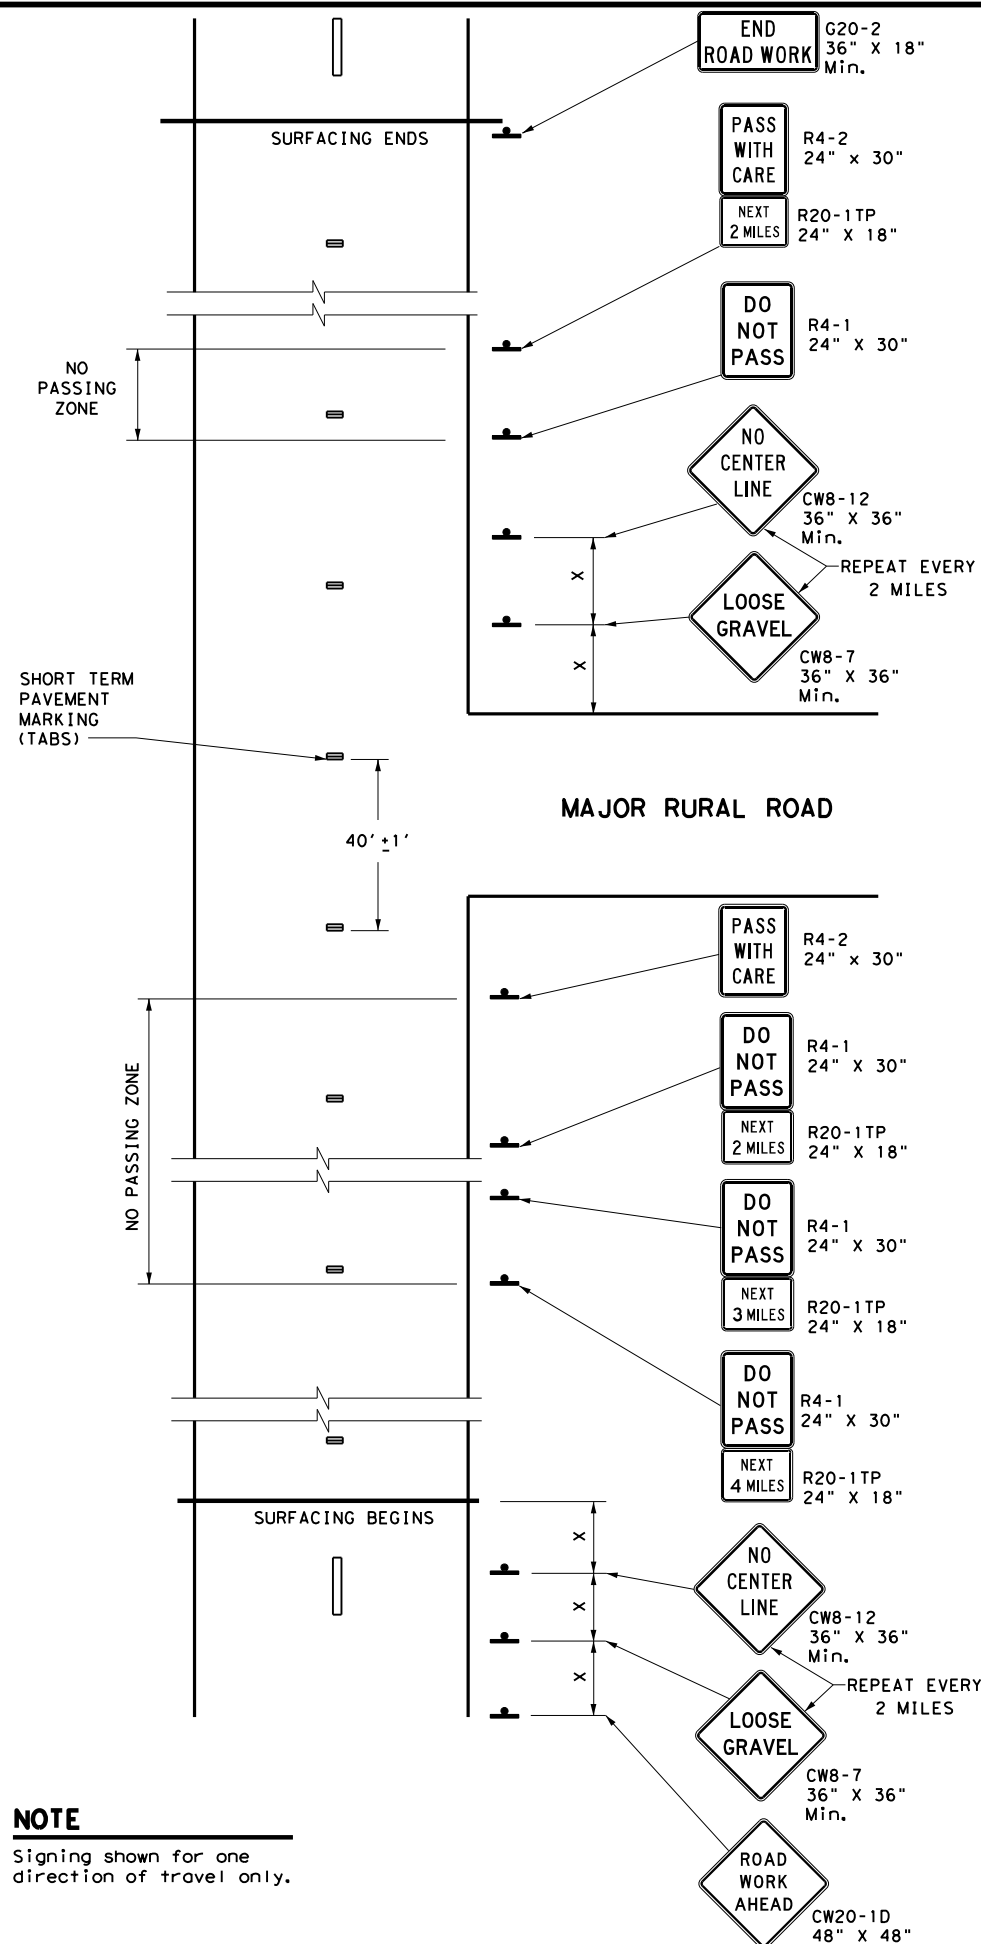 END
ROAD WORK
G20-2
36" X 18"
Min.
SURFACING ENDS
PASS
WITH
CARE
R4-2
24" x 30"
NEXT
2 MILES
R20-1TP
24" X 18"
DO
NOT
PASS
R4-1
24" X 30"
NO
PASSING
ZONE
NO
CENTER
LINE
CW8-12
36" X 36"
Min.
X
REPEAT EVERY
2 MILES
LOOSE
GRAVEL
CW8-7
36" X 36"
Min.
X
SHORT TERM
PAVEMENT
MARKING
(TABS)
40' ±1'
MAJOR RURAL ROAD
PASS
WITH
CARE
R4-2
24" x 30"
DO
NOT
PASS
R4-1
24" X 30"
NEXT
2 MILES
R20-1TP
24" X 18"
NO PASSING ZONE
DO
NOT
PASS
R4-1
24" X 30"
NEXT
3 MILES
R20-1TP
24" X 18"
DO
NOT
PASS
R4-1
24" X 30"
NEXT
4 MILES
R20-1TP
24" X 18"
SURFACING BEGINS
X
NO
CENTER
LINE
CW8-12
36" X 36"
Min.
X
X
REPEAT EVERY
2 MILES
LOOSE
GRAVEL
CW8-7
36" X 36"
Min.
NOTE
Signing shown for one
direction of travel only.
ROAD
WORK
AHEAD
CW20-1D
48" X 48"